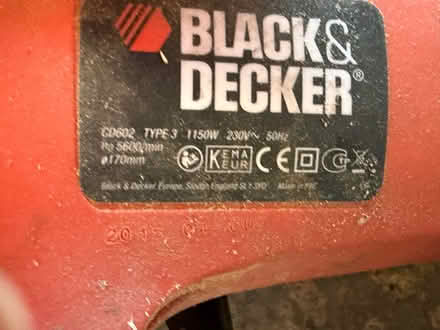 BLACK&
DECKER®
CD602 TYPE 3 1150W 230V~ 50Hz
n₀ 5600/min
ø170mm
KEMA
KEUR
CE
Black & Decker Europe, Slough England SL1 3YD Made in PRC
2015